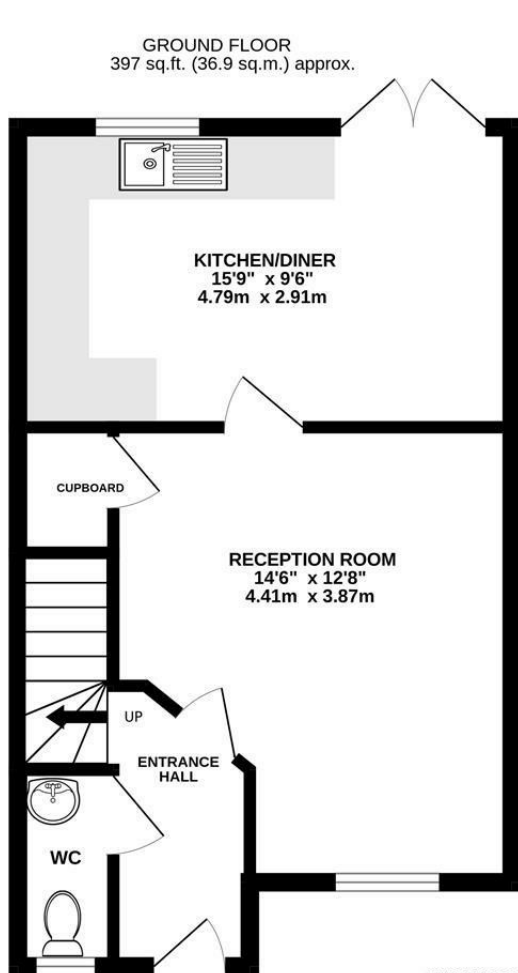 GROUND FLOOR
397 sq.ft. (36.9 sq.m.) approx.
KITCHEN/DINER
15'9" x 9'6"
4.79m x 2.91m
CUPBOARD
RECEPTION ROOM
14'6" x 12'8"
4.41m x 3.87m
UP
ENTRANCE
HALL
WC